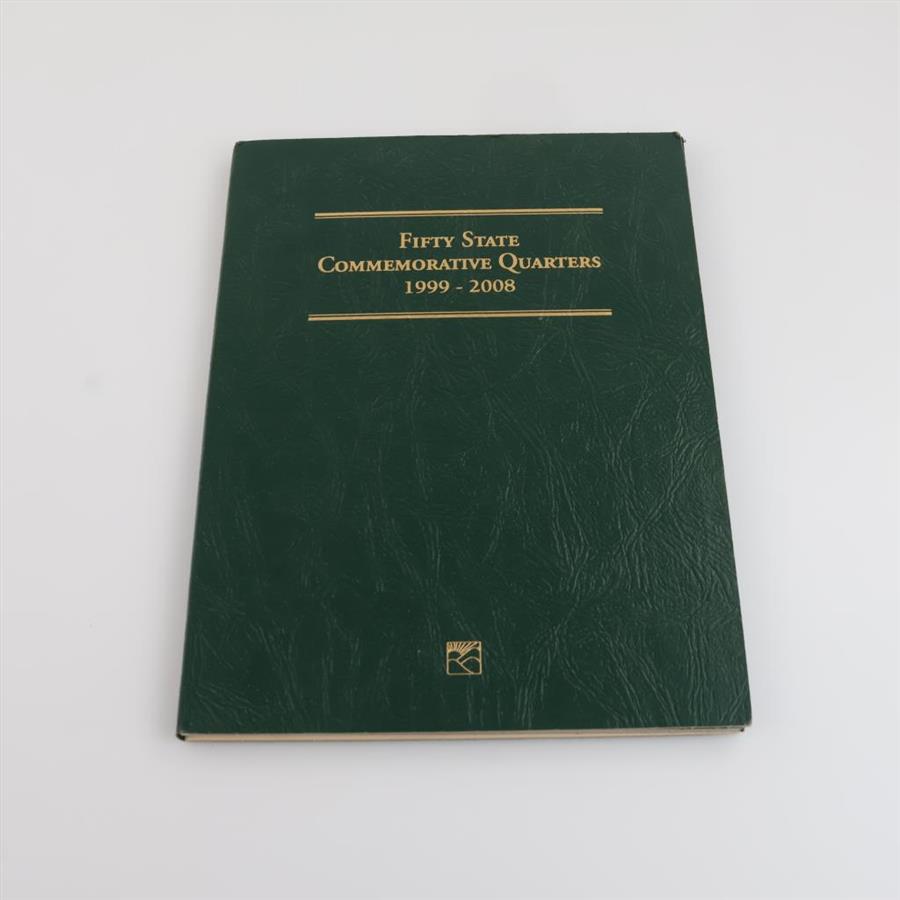 FIFTY STATE
COMMEMORATIVE QUARTERS
1999 - 2008